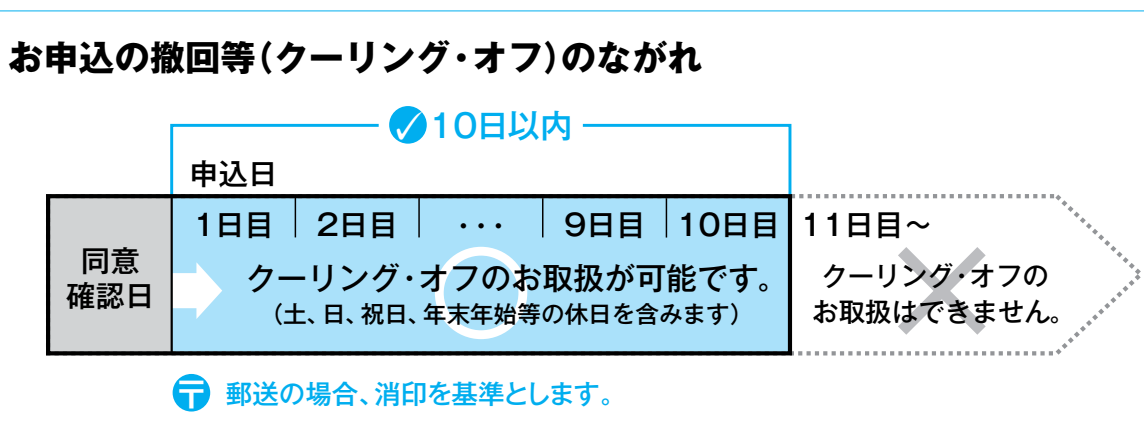 お申込の撤回等(クーリング・オフ)のながれ
10日以内
申込日
同意
確認日
1日目 2日目 ・・・ 9日目 10日目 11日目〜
クーリング・オフのお取扱が可能です。
(土、日、祝日、年末年始等の休日を含みます)
クーリング・オフの
お取扱はできません。
〒 郵送の場合、消印を基準とします。